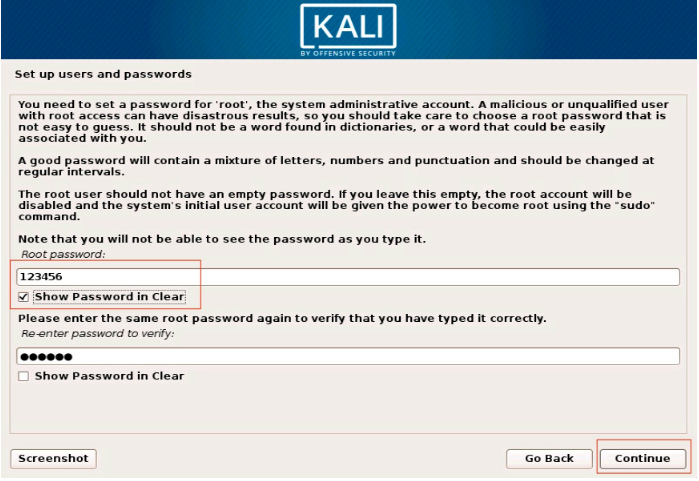 KALI
BY OFFENSIVE SECURITY
Set up users and passwords
You need to set a password for 'root', the system administrative account. A malicious or unqualified user
with root access can have disastrous results, so you should take care to choose a root password that is
not easy to guess. It should not be a word found in dictionaries, or a word that could be easily
associated with you.
A good password will contain a mixture of letters, numbers and punctuation and should be changed at
regular intervals.
The root user should not have an empty password. If you leave this empty, the root account will be
disabled and the system's initial user account will be given the power to become root using the "sudo"
command.
Note that you will not be able to see the password as you type it.
Root password:
123456
Show Password in Clear
Please enter the same root password again to verify that you have typed it correctly.
Re-enter password to verify:
●●●●●●
Show Password in Clear
Screenshot
Go Back
Continue